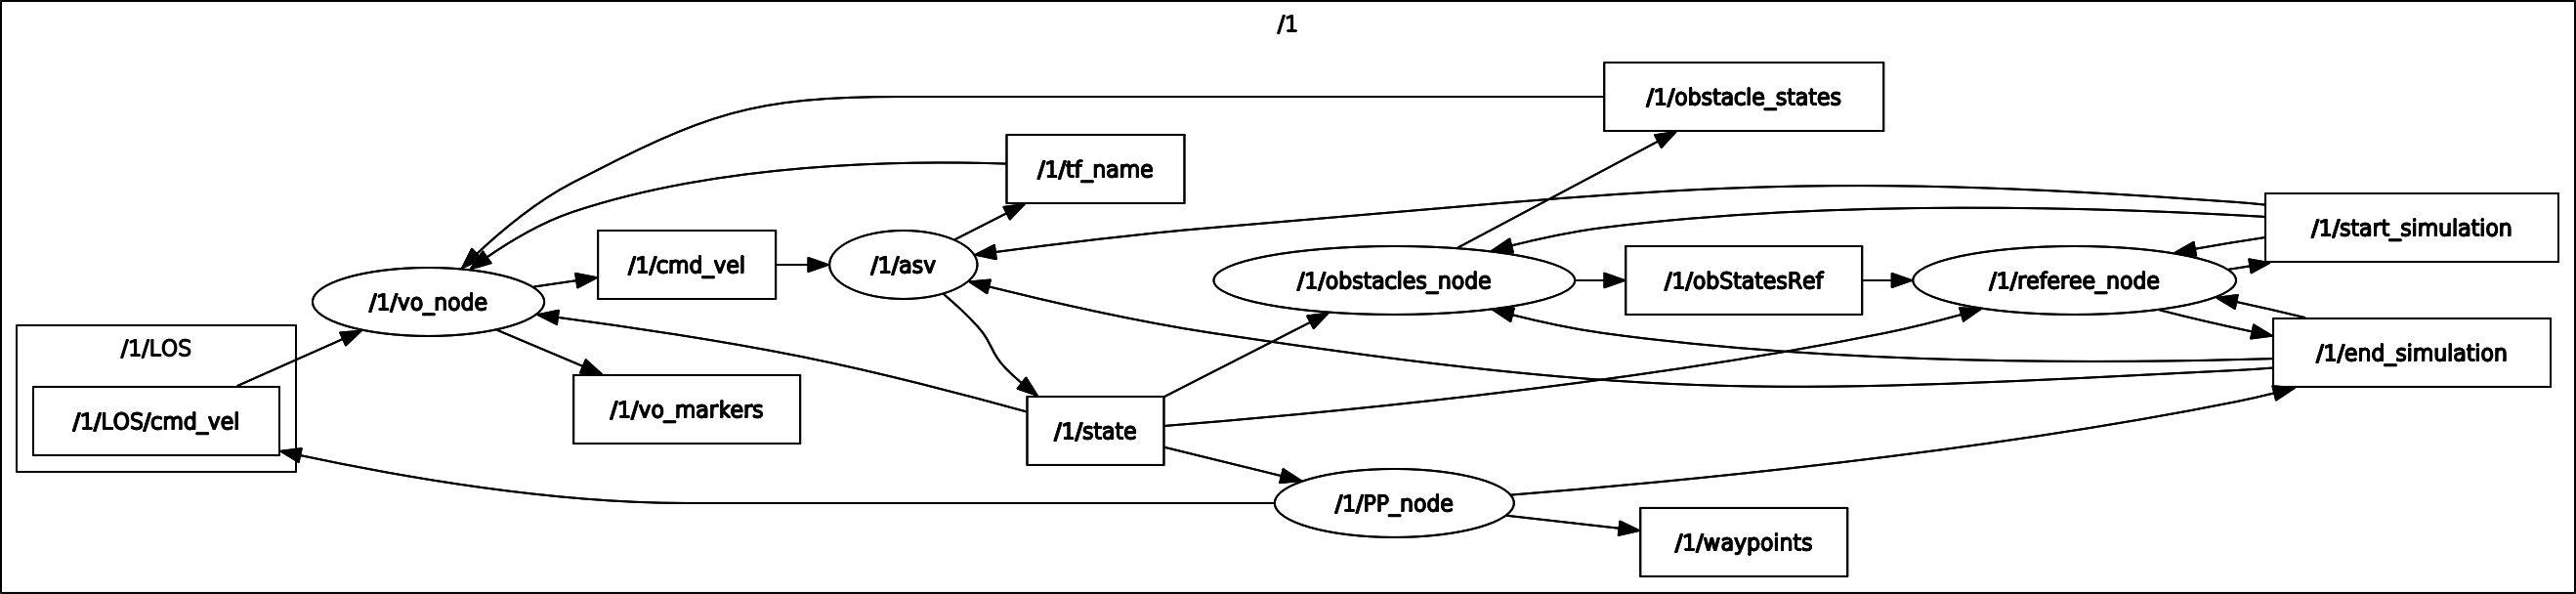 /1
/1/obstacle_states
/1/tf_name
/1/start_simulation
/1/cmd_vel
/1/asv
/1/obstacles_node
/1/obStatesRef
/1/referee_node
/1/vo_node
/1/LOS
/1/end_simulation
/1/LOS/cmd_vel
/1/vo_markers
/1/state
/1/PP_node
/1/waypoints